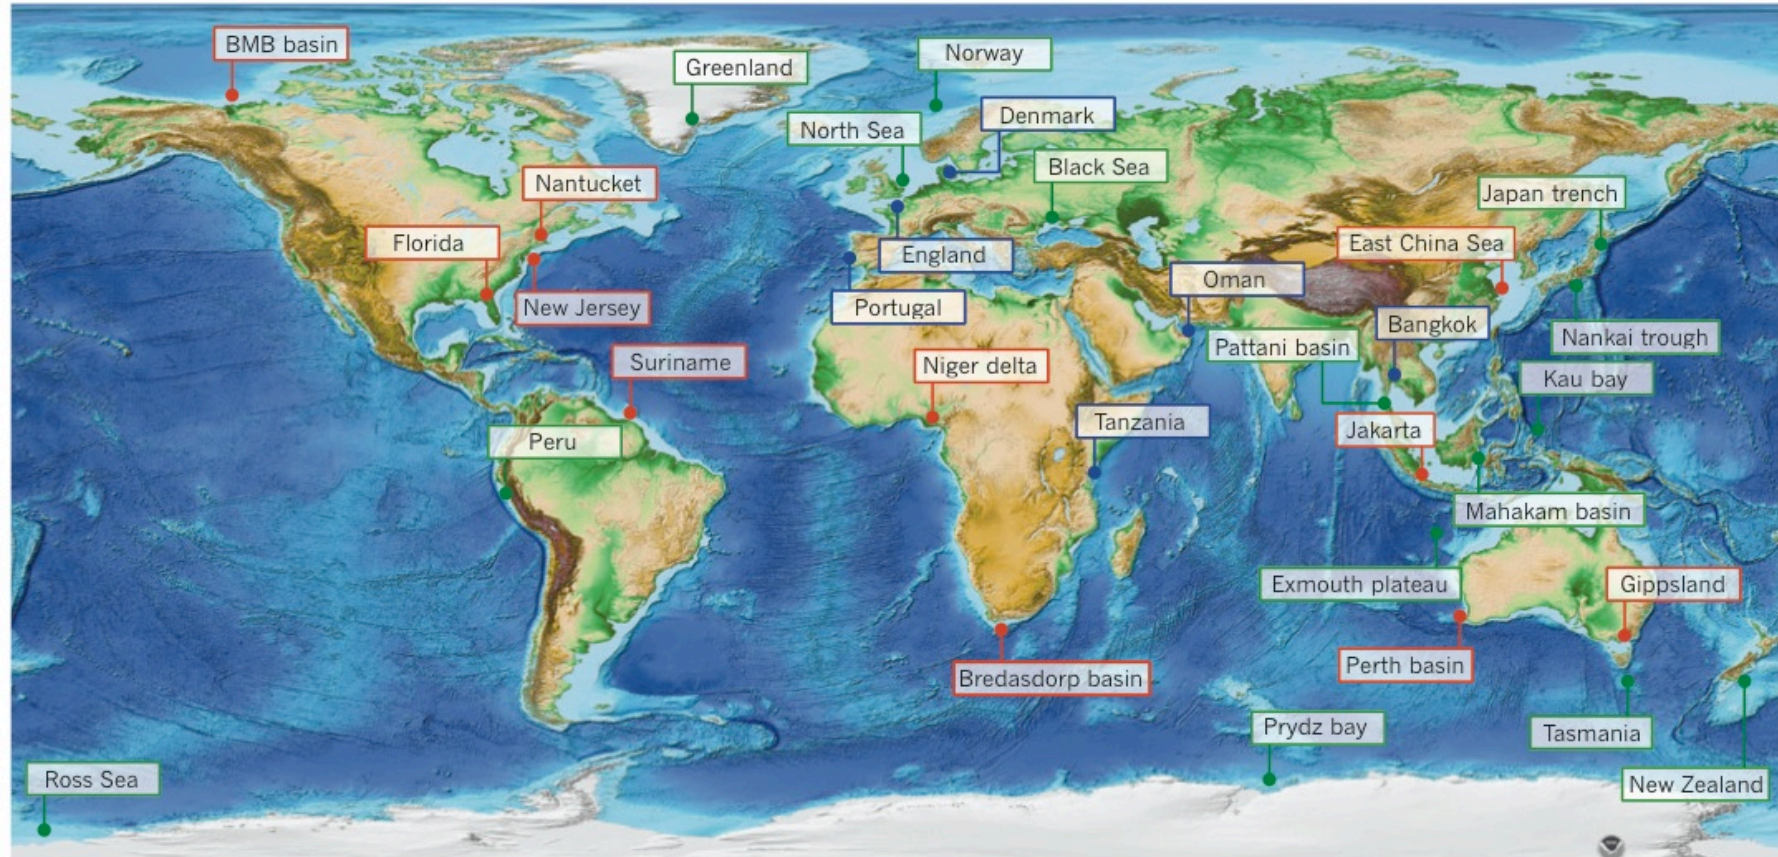 BMB basin
Norway
Greenland
Denmark
North Sea
Black Sea
Nantucket
Japan trench
Florida
East China Sea
England
Oman
New Jersey
Portugal
Bangkok
Nankai trough
Pattani basin
Suriname
Niger delta
Kau bay
Tanzania
Jakarta
Peru
Mahakam basin
Exmouth plateau
Gippsland
Perth basin
Bredasdorp basin
Prydz bay
Tasmania
Ross Sea
New Zealand